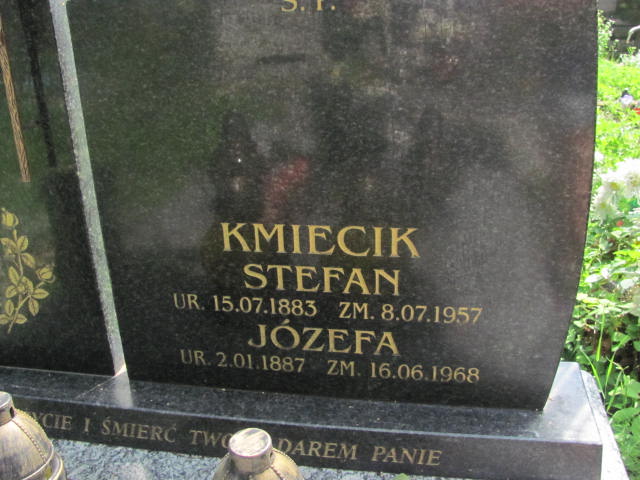 Ś.P.
KMIECIK
STEFAN
UR. 15.07.1883 ZM. 8.07.1957
JÓZEFA
UR. 2.01.1887 ZM. 16.06.1968
I ŚMIERĆ DAREM PANIE